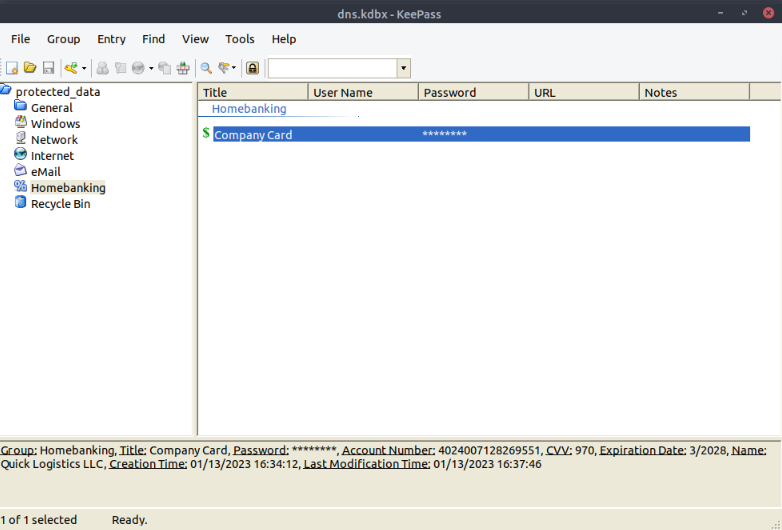 dns.kdbx - KeePass
File Group Entry Find View Tools Help
protected_data
General
Windows
Network
Internet
eMail
Homebanking
Recycle Bin
Title User Name Password URL Notes
Homebanking
Company Card ********
Group: Homebanking, Title: Company Card, Password: ********, Account Number: 4024007128269551, CVV: 970, Expiration Date: 3/2028, Name:
Quick Logistics LLC, Creation Time: 01/13/2023 16:34:12, Last Modification Time: 01/13/2023 16:37:46
1 of 1 selected Ready.